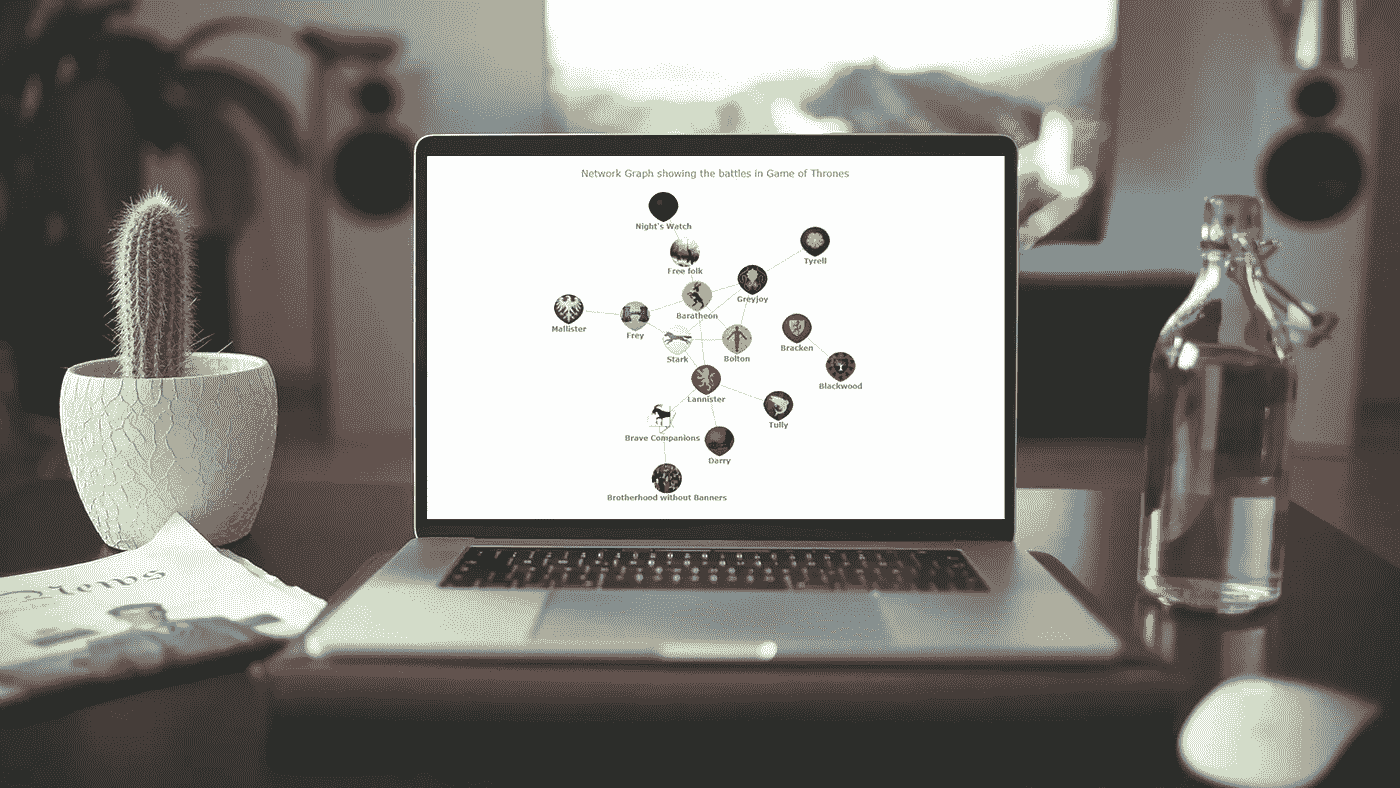 Network Graph showing the battles in Game of Thrones
Night's Watch
Free folk
Tyrell
Greyjoy
Baratheon
Mallister
Frey
Bracken
Stark
Bolton
Blackwood
Lannister
Tully
Brave Companions
Darry
Brotherhood without Banners
News